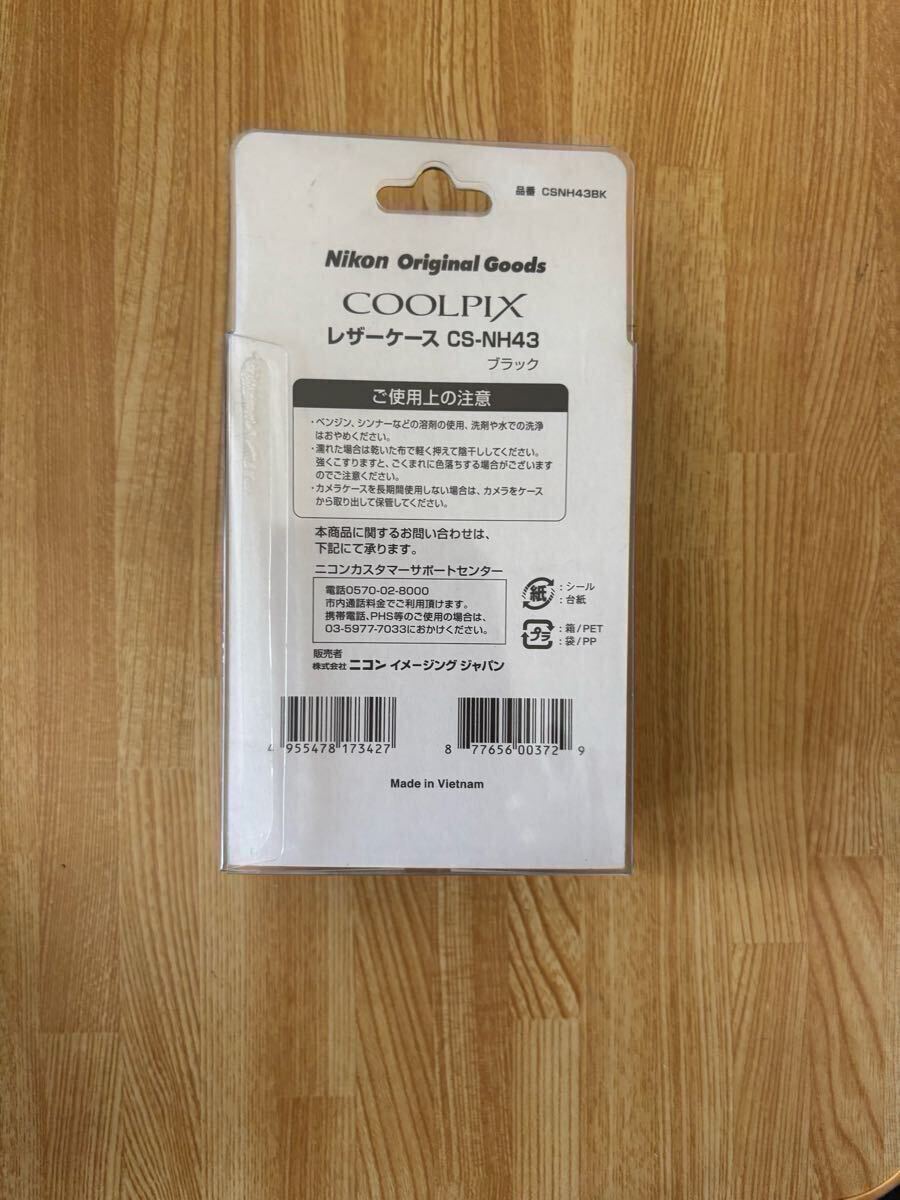 品番 CSNH43BK
Nikon Original Goods
COOLPIX
レザーケース CS-NH43
ブラック
ご使用上の注意
・ベンジン、シンナーなどの溶剤の使用、洗剤や水での洗浄
はおやめください。
・濡れた場合は乾いた布で軽く押えて陰干ししてください。
強くこすりますと、ごくまれに色落ちする場合がございます
のでご注意ください。
・カメラケースを長期間使用しない場合は、カメラをケース
から取り出して保管してください。
本商品に関するお問い合わせは、
下記にて承ります。
ニコンカスタマーサポートセンター
電話0570-02-8000
市内通話料金でご利用頂けます。
携帯電話、PHS等のご使用の場合は、
03-5977-7033におかけください。
紙 : シール
: 台紙
プラ : 箱/PET
: 袋/PP
販売者
株式会社 ニコン イメージング ジャパン
4 955478 173427
8 77656 00372 9
Made in Vietnam